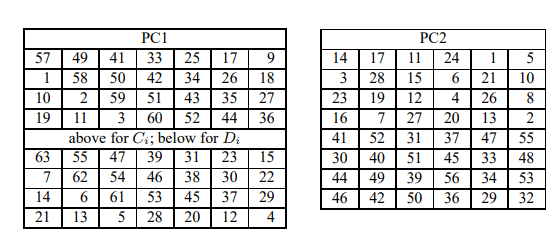 PC1
57 49 41 33 25 17 9
1 58 50 42 34 26 18
10 2 59 51 43 35 27
19 11 3 60 52 44 36
above for Ci; below for Di
63 55 47 39 31 23 15
7 62 54 46 38 30 22
14 6 61 53 45 37 29
21 13 5 28 20 12 4
PC2
14 17 11 24 1 5
3 28 15 6 21 10
23 19 12 4 26 8
16 7 27 20 13 2
41 52 31 37 47 55
30 40 51 45 33 48
44 49 39 56 34 53
46 42 50 36 29 32